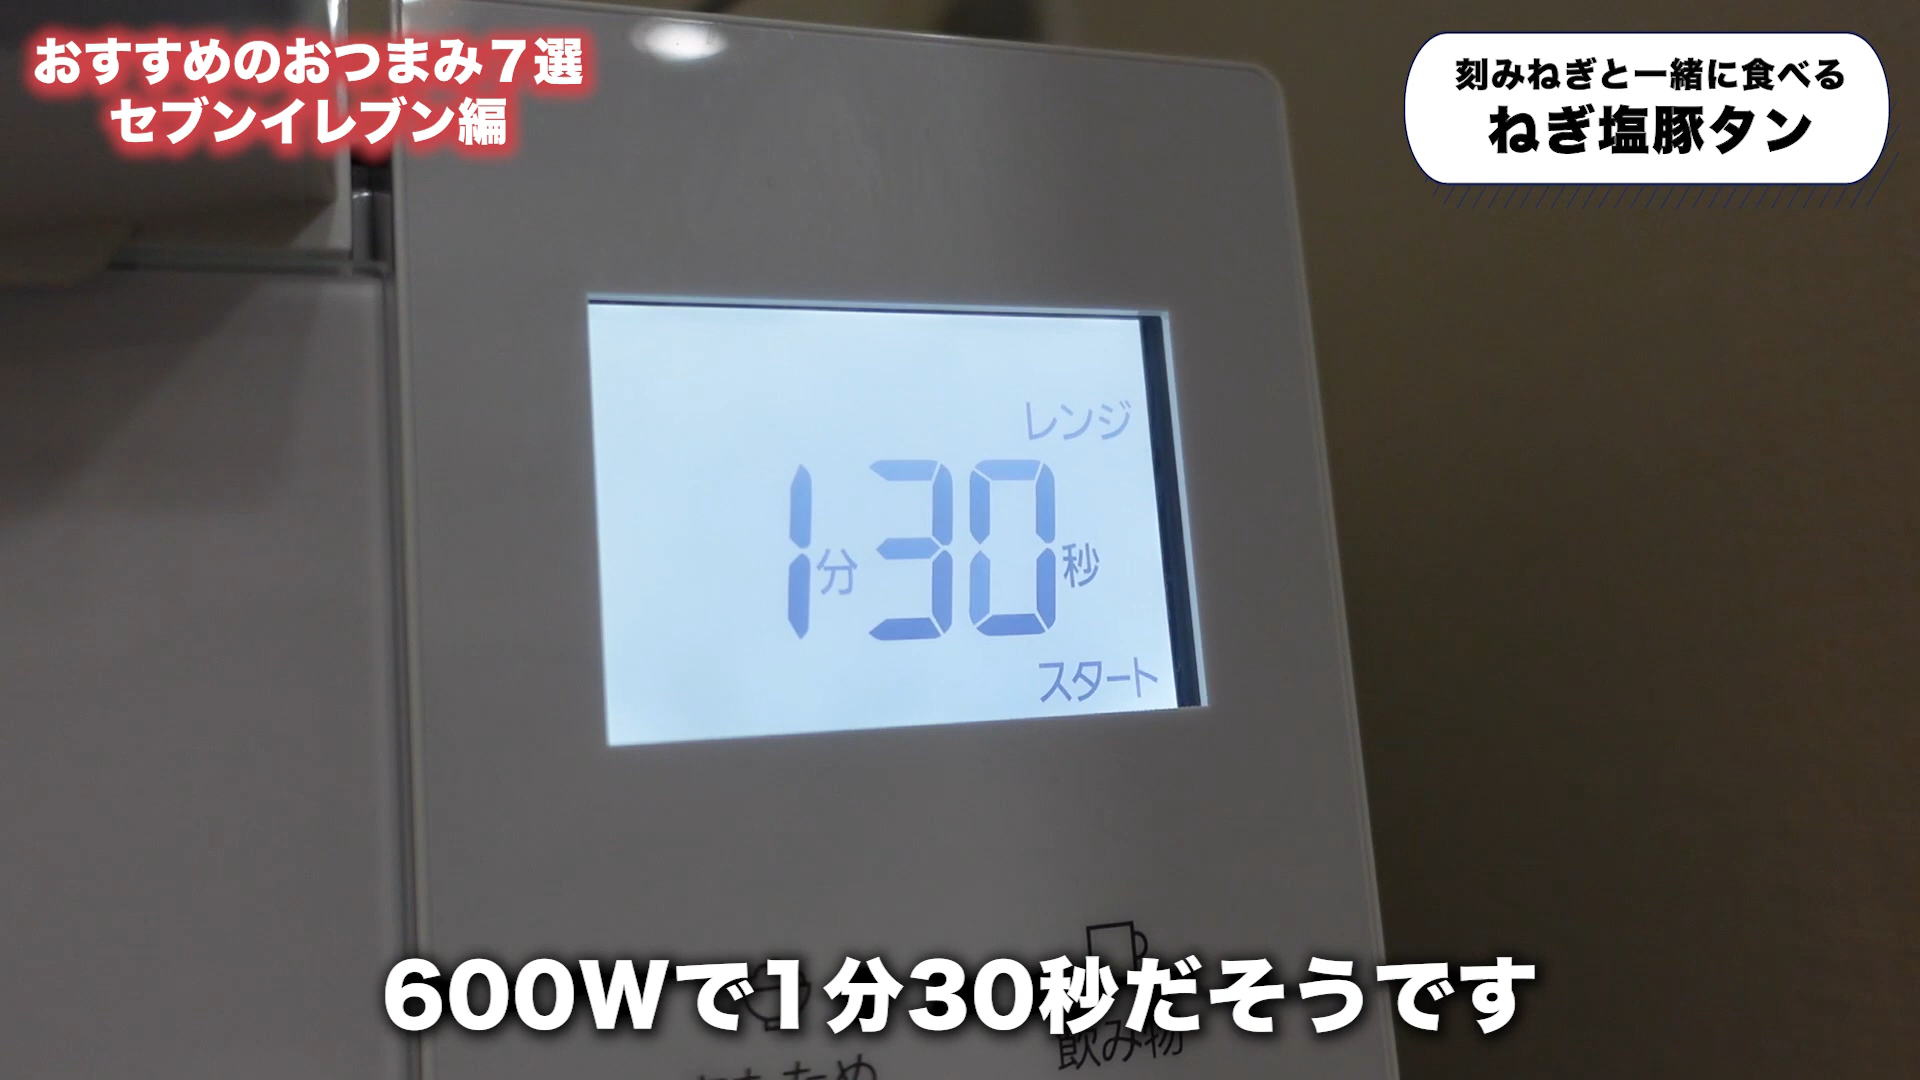 おすすめのおつまみ７選
セブンイレブン編
刻みねぎと一緒に食べる
ねぎ塩豚タン
レンジ
1分30秒
スタート
600Wで1分30秒だそうです
飲み物